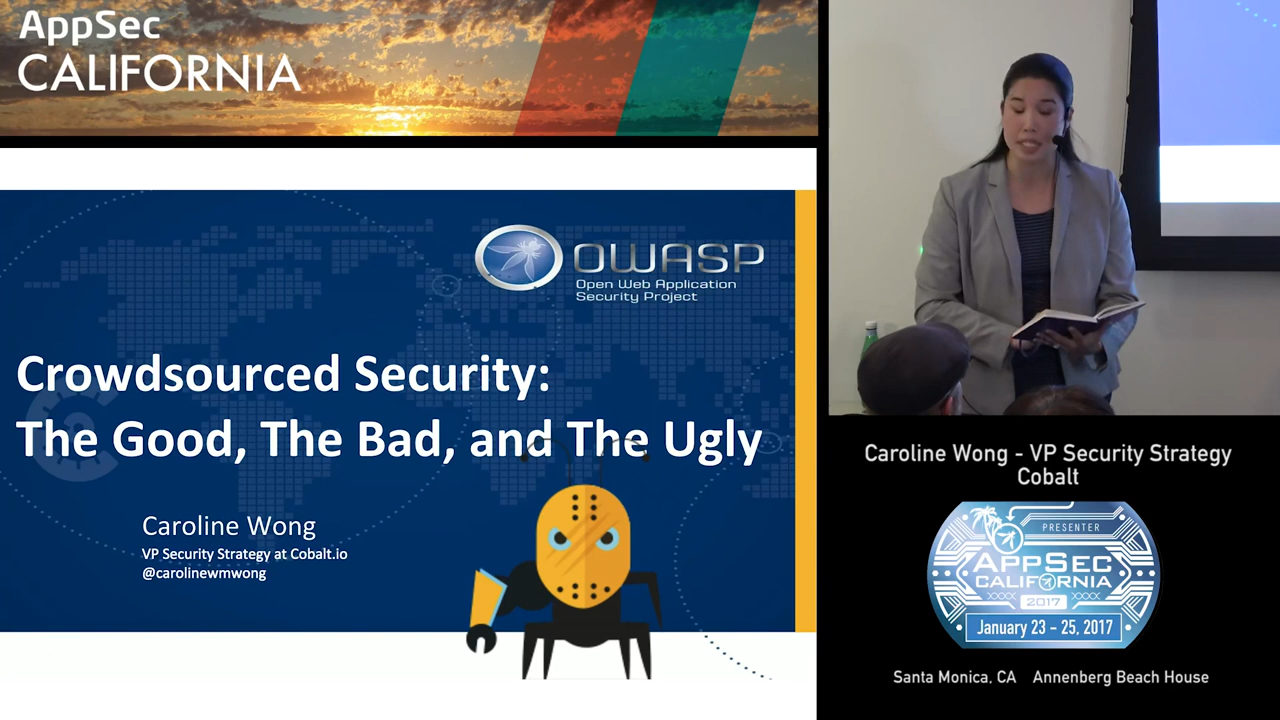 AppSec
CALIFORNIA
OWASP
Open Web Application
Security Project
Crowdsourced Security:
The Good, The Bad, and The Ugly
Caroline Wong
VP Security Strategy at Cobalt.io
@carolinewmwong
Caroline Wong - VP Security Strategy
Cobalt
PRESENTER
APPSEC
CALIFORNIA
2017
January 23 - 25, 2017
Santa Monica, CA Annenberg Beach House